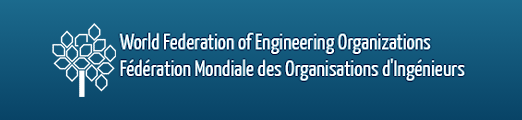 World Federation of Engineering Organizations
Fédération Mondiale des Organisations d'Ingénieurs